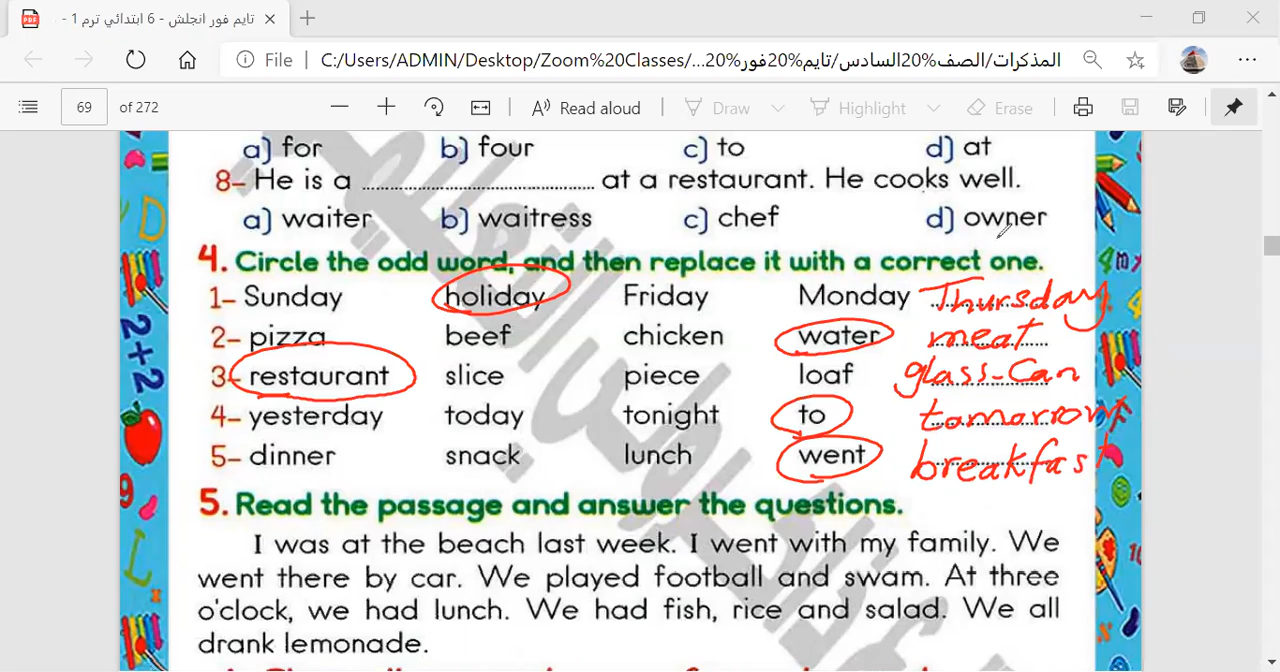 تايم فور انجلش - 6 ابتدائي ترم 1 -
File C:/Users/ADMIN/Desktop/Zoom%20Classes/المذكرات/الصف%20السادس/تايم%20فور%20...
69 of 272 Read aloud Draw Highlight Erase
a) for b) four c) to d) at
8- He is a ........................................ at a restaurant. He cooks well.
a) waiter b) waitress c) chef d) owner
4. Circle the odd word, and then replace it with a correct one.
1- Sunday holiday Friday Monday Thursday
2- pizza beef chicken water meat
3- restaurant slice piece loaf glass-Can
4- yesterday today tonight to tomorrow
5- dinner snack lunch went breakfast
5. Read the passage and answer the questions.
I was at the beach last week. I went with my family. We
went there by car. We played football and swam. At three
o'clock, we had lunch. We had fish, rice and salad. We all
drank lemonade.